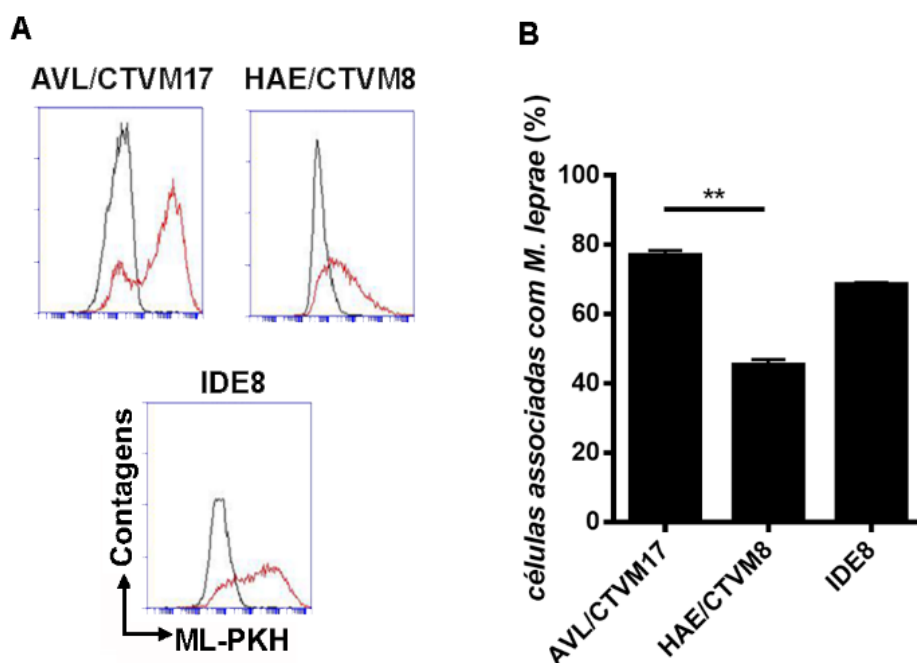 A
AVL/CTVM17
HAE/CTVM8
IDE8
Contagens
ML-PKH
B
células associadas com M. leprae (%)
100
80
60
40
20
0
**
AVL/CTVM17
HAE/CTVM8
IDE8